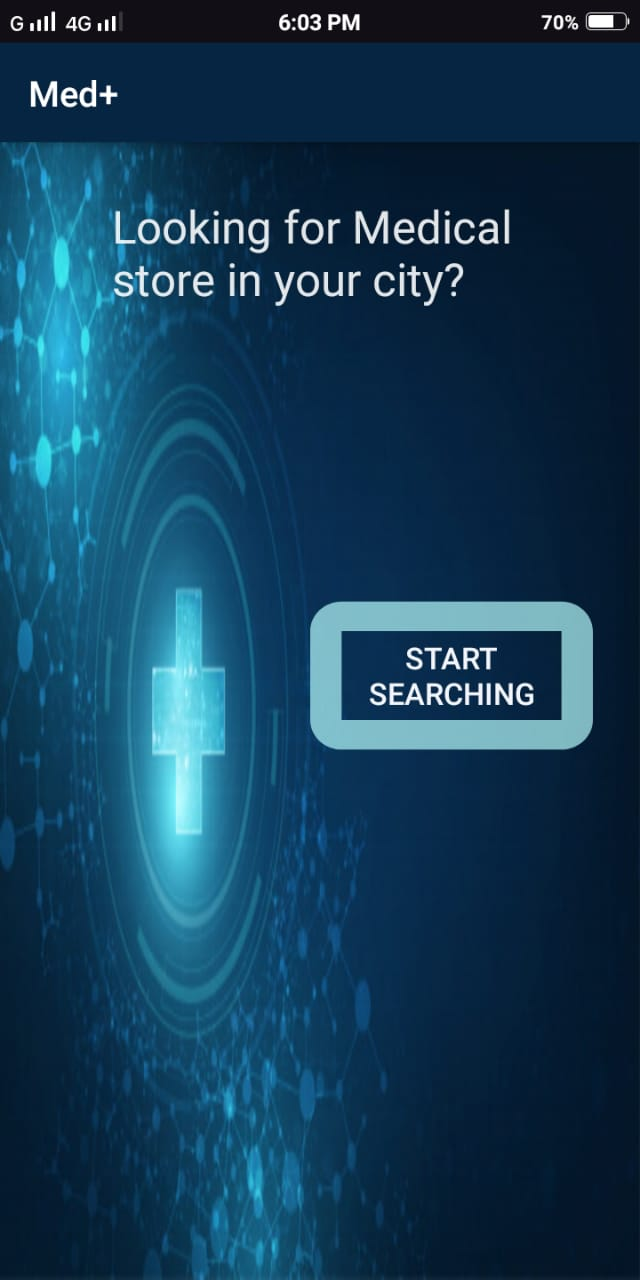 G 4G 6:03 PM 70%
Med+
Looking for Medical
store in your city?
START
SEARCHING